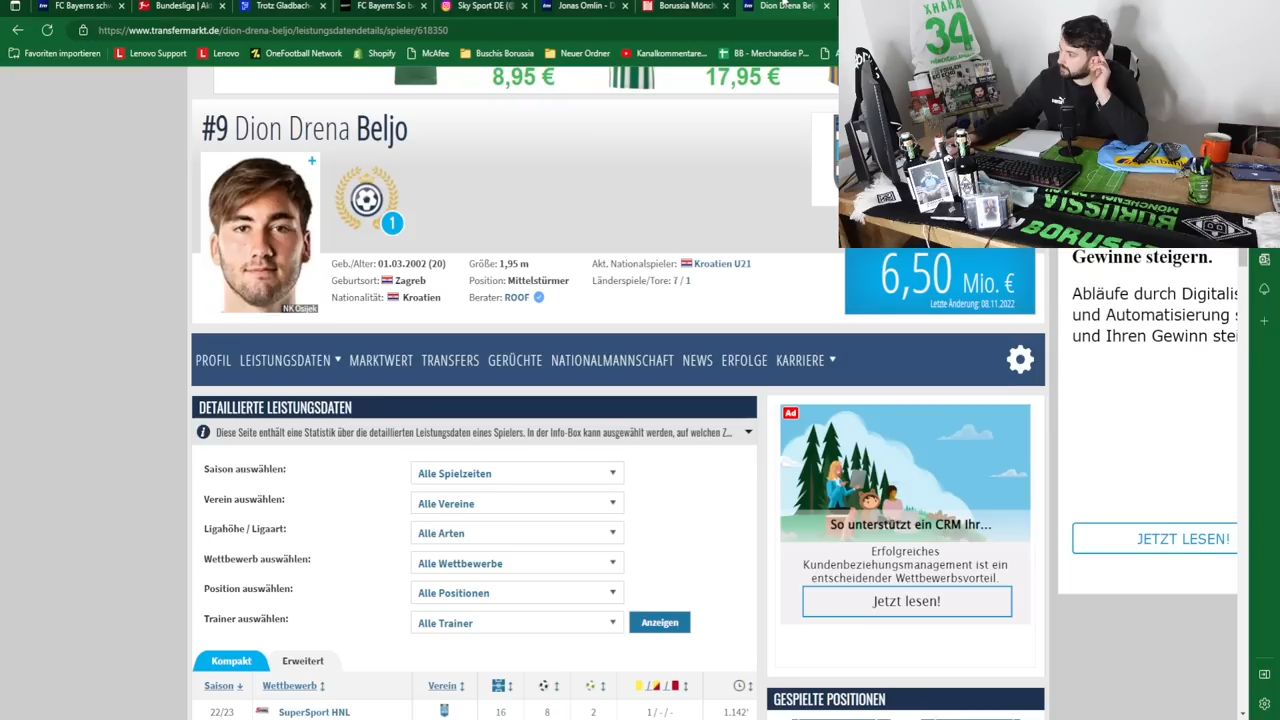 FC Bayern schw
Bundesliga | Akt
Trotz Gladbach-
FC Bayern: So b
Sky Sport DE (
Jonas Omlin - D
Borussia Mönch
Dion Drena Belj
https://www.transfermarkt.de/dion-drena-beljo/leistungsdatendetails/spieler/618350
Favoriten importieren
Lenovo Support
Lenovo
OneFootball Network
Shopify
McAfee
Buschis Borussia
Neuer Ordner
Kanalkommentare...
BB - Merchandise P...
8,95 €
17,95 €
XHAKA
34
BORUSSIA
MÖNCHENGLADBACH
BORUSS
#9 Dion Drena Beljo
NK Osijek
1
Geb./Alter: 01.03.2002 (20)
Geburtsort: Zagreb
Nationalität: Kroatien
Größe: 1,95 m
Position: Mittelstürmer
Berater: ROOF
Akt. Nationalspieler: Kroatien U21
Länderspiele/Tore: 7 / 1
6,50 Mio. €
Letzte Änderung: 08.11.2022
Gewinne steigern.
Abläufe durch Digitalis
und Automatisierung s
und Ihren Gewinn stei
JETZT LESEN!
PROFIL LEISTUNGSDATEN MARKTWERT TRANSFERS GERÜCHTE NATIONALMANNSCHAFT NEWS ERFOLGE KARRIERE
DETAILLIERTE LEISTUNGSDATEN
Diese Seite enthält eine Statistik über die detaillierten Leistungsdaten eines Spielers. In der Info-Box kann ausgewählt werden, auf welchen Z...
Saison auswählen: Alle Spielzeiten
Verein auswählen: Alle Vereine
Ligahöhe / Ligaart: Alle Arten
Wettbewerb auswählen: Alle Wettbewerbe
Position auswählen: Alle Positionen
Trainer auswählen: Alle Trainer Anzeigen
Kompakt Erweitert
Saison Wettbewerb Verein
22/23 SuperSport HNL 16 8 2 1 / - / - 1.142'
Ad
So unterstützt ein CRM Ihr...
Erfolgreiches
Kundenbeziehungsmanagement ist ein
entscheidender Wettbewerbsvorteil.
Jetzt lesen!
GESPIELTE POSITIONEN